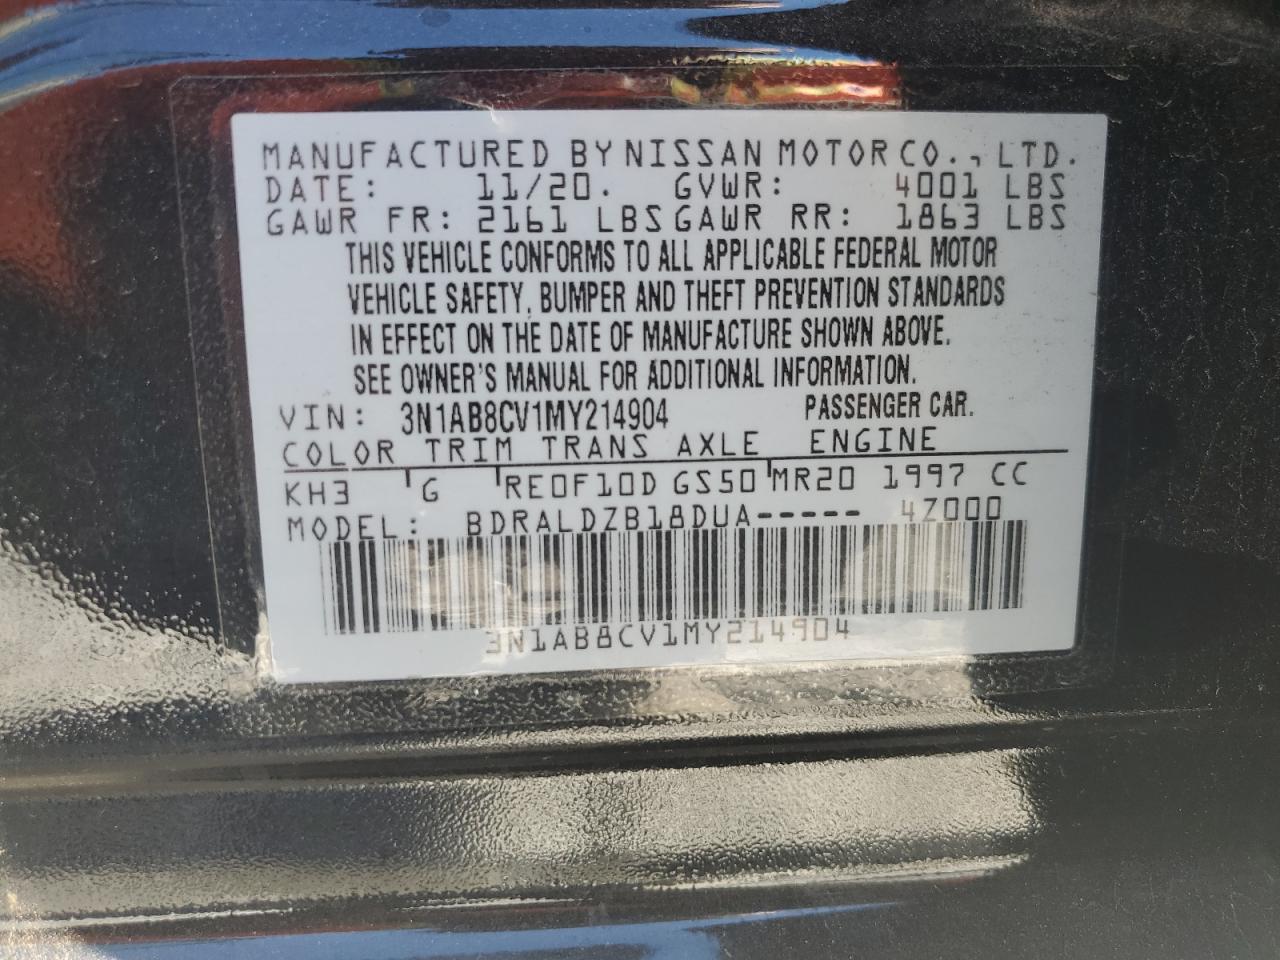 MANUFACTURED BY NISSAN MOTOR CO., LTD.
DATE: 11/20. GVWR: 4001 LBS
GAWR FR: 2161 LBS GAWR RR: 1863 LBS
THIS VEHICLE CONFORMS TO ALL APPLICABLE FEDERAL MOTOR
VEHICLE SAFETY, BUMPER AND THEFT PREVENTION STANDARDS
IN EFFECT ON THE DATE OF MANUFACTURE SHOWN ABOVE.
SEE OWNER'S MANUAL FOR ADDITIONAL INFORMATION.
VIN: 3N1AB8CV1MY214904 PASSENGER CAR.
COLOR TRIM TRANS AXLE ENGINE
KH3 G RE0F10D GS50 MR20 1997 CC
MODEL: BDRALDZB18DUA----- 4Z000
3N1AB8CV1MY214904